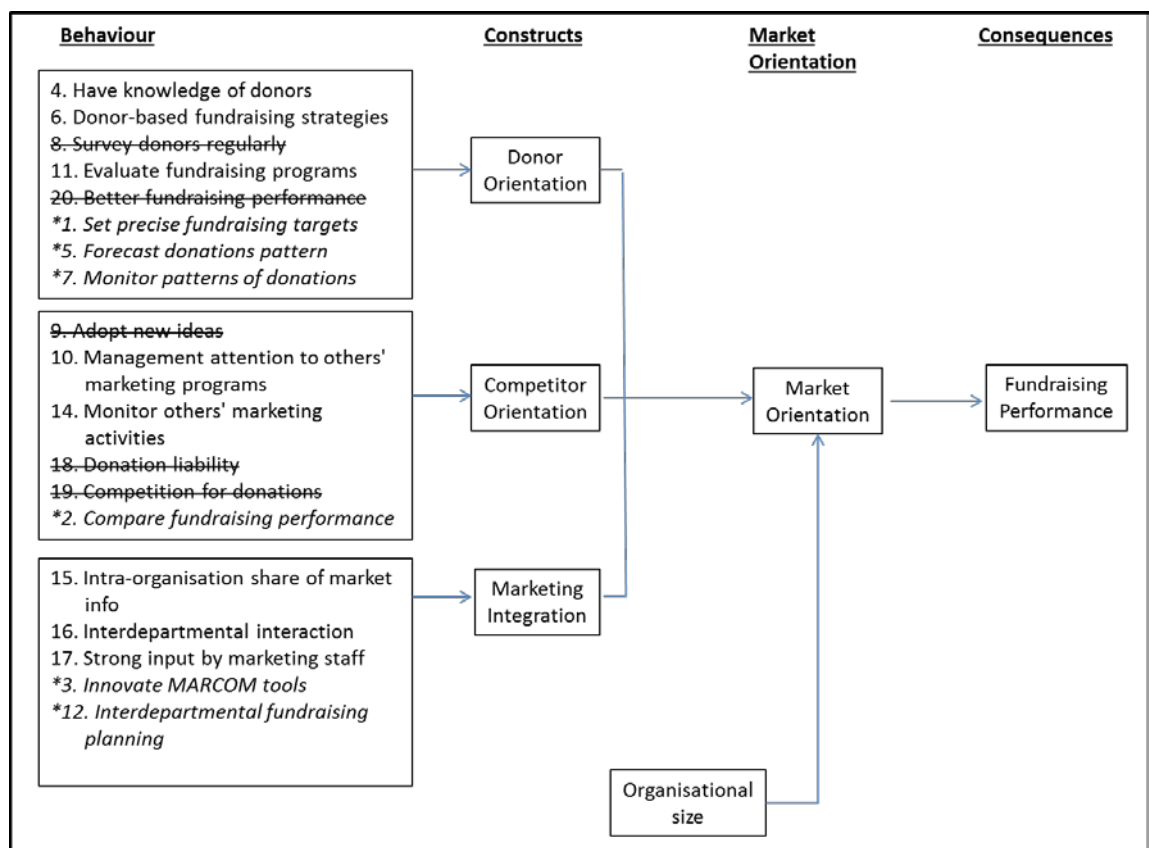 Behaviour
Constructs
Market
Orientation
Consequences
4. Have knowledge of donors
6. Donor-based fundraising strategies
8. Survey donors regularly
11. Evaluate fundraising programs
20. Better fundraising performance
*1. Set precise fundraising targets
*5. Forecast donations pattern
*7. Monitor patterns of donations
Donor
Orientation
9. Adopt new ideas
10. Management attention to others'
marketing programs
14. Monitor others' marketing
activities
18. Donation liability
19. Competition for donations
*2. Compare fundraising performance
Competitor
Orientation
Market
Orientation
Fundraising
Performance
15. Intra-organisation share of market
info
16. Interdepartmental interaction
17. Strong input by marketing staff
*3. Innovate MARCOM tools
*12. Interdepartmental fundraising
planning
Marketing
Integration
Organisational
size